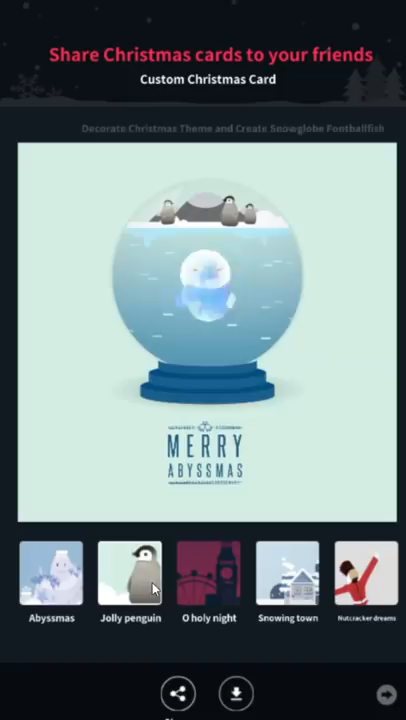 Share Christmas cards to your friends
Custom Christmas Card
Decorate Christmas Theme and Create Snowglobe Fontballfish
MERRY
ABYSSMAS
Abyssmas
Jolly penguin
O holy night
Snowing town
Nutcracker dreams